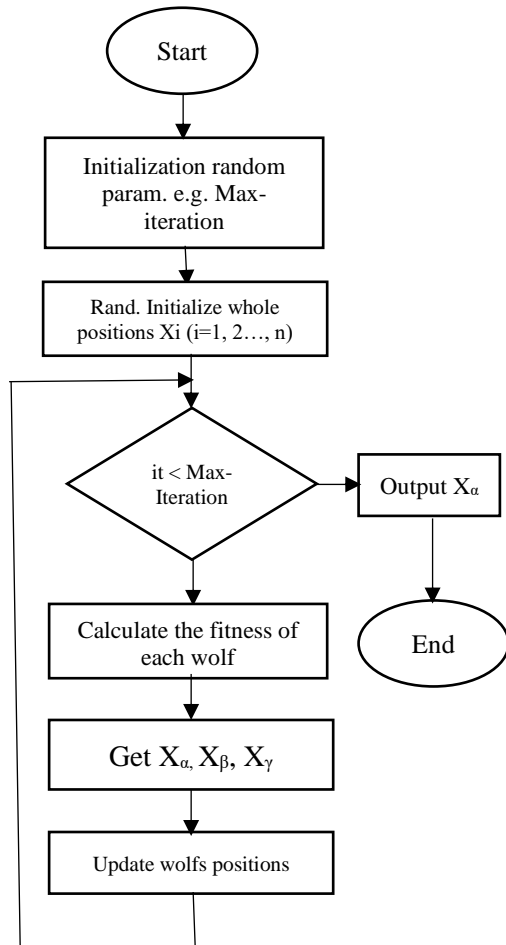 Start
Initialization random
param. e.g. Max-
iteration
Rand. Initialize whole
positions Xi (i=1, 2…, n)
it < Max-
Iteration
Output Xα
Calculate the fitness of
each wolf
End
Get Xα, Xβ, Xγ
Update wolfs positions